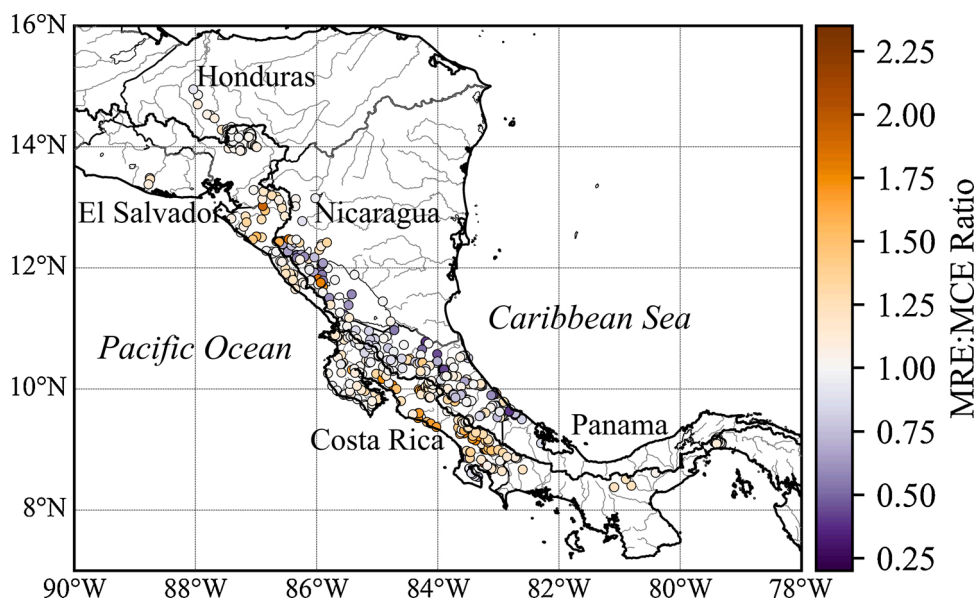 16°N
14°N
12°N
10°N
8°N
90°W
88°W
86°W
84°W
82°W
80°W
78°W
Honduras
El Salvador
Nicaragua
Caribbean Sea
Pacific Ocean
Costa Rica
Panama
2.25
2.00
1.75
1.50
1.25
1.00
0.75
0.50
0.25
MRE:MCE Ratio